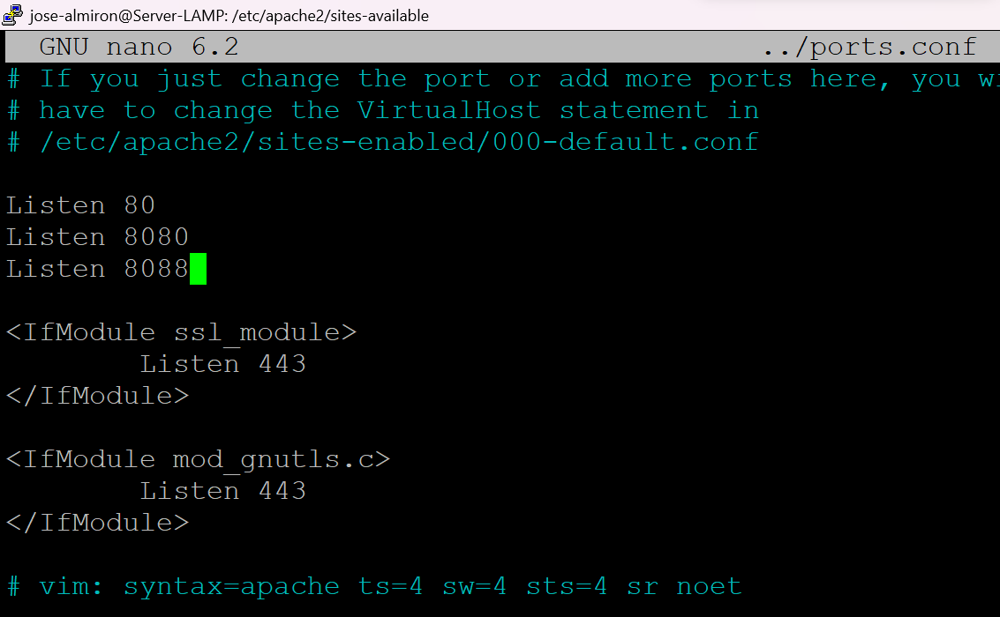 jose-almiron@Server-LAMP: /etc/apache2/sites-available
GNU nano 6.2 ../ports.conf
# If you just change the port or add more ports here, you
# have to change the VirtualHost statement in
# /etc/apache2/sites-enabled/000-default.conf
Listen 80
Listen 8080
Listen 8088
<IfModule ssl_module>
Listen 443
</IfModule>
<IfModule mod_gnutls.c>
Listen 443
</IfModule>
# vim: syntax=apache ts=4 sw=4 sts=4 sr noet